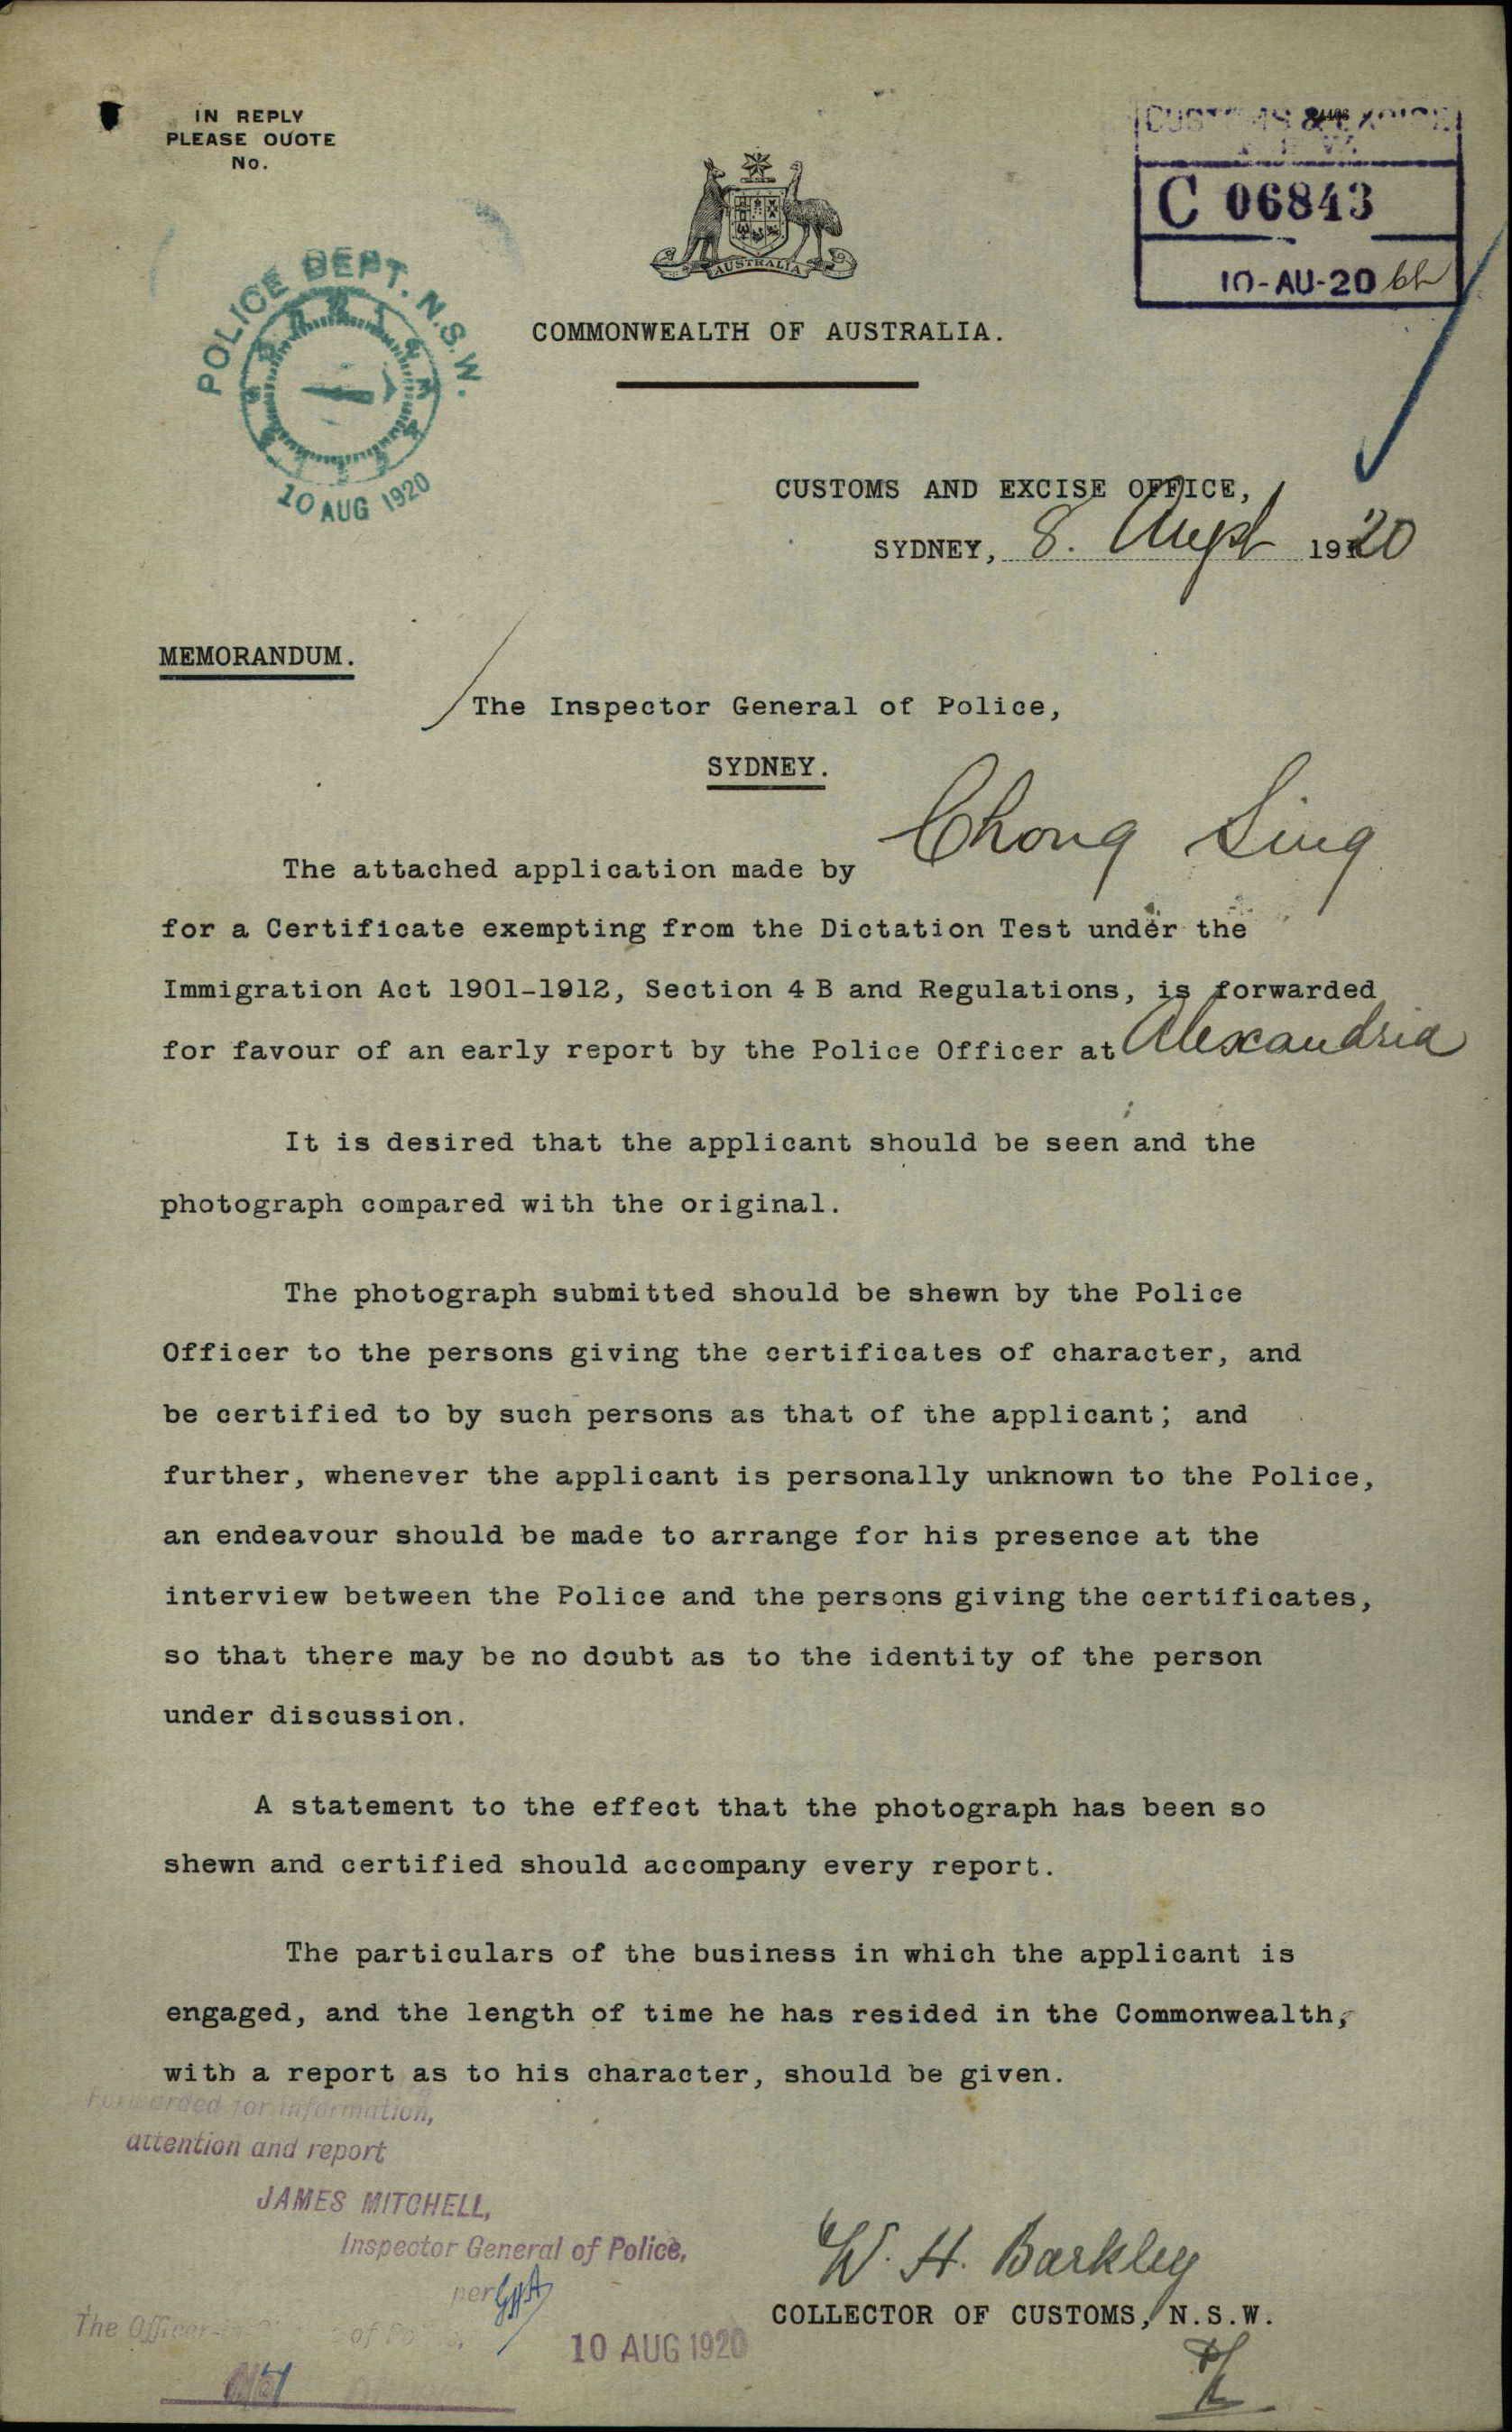 IN REPLY
PLEASE QUOTE
No.
CUSTOMS & EXCISE
C 06843
10-AU-20
POLICE DEPT. N.S.W.
10 AUG 1920
AUSTRALIA
COMMONWEALTH OF AUSTRALIA.
CUSTOMS AND EXCISE OFFICE,
SYDNEY, 8. Augst 1920
MEMORANDUM.
The Inspector General of Police,
SYDNEY.
The attached application made by Chong Sing
for a Certificate exempting from the Dictation Test under the
Immigration Act 1901-1912, Section 4 B and Regulations, is forwarded
for favour of an early report by the Police Officer at Alexandria
It is desired that the applicant should be seen and the
photograph compared with the original.
The photograph submitted should be shewn by the Police
Officer to the persons giving the certificates of character, and
be certified to by such persons as that of the applicant; and
further, whenever the applicant is personally unknown to the Police,
an endeavour should be made to arrange for his presence at the
interview between the Police and the persons giving the certificates,
so that there may be no doubt as to the identity of the person
under discussion.
A statement to the effect that the photograph has been so
shewn and certified should accompany every report.
The particulars of the business in which the applicant is
engaged, and the length of time he has resided in the Commonwealth,
with a report as to his character, should be given.
Forwarded for information,
attention and report
JAMES MITCHELL,
Inspector General of Police,
per
W. H. Barkley
COLLECTOR OF CUSTOMS, N.S.W.
The Officer
10 AUG 1920